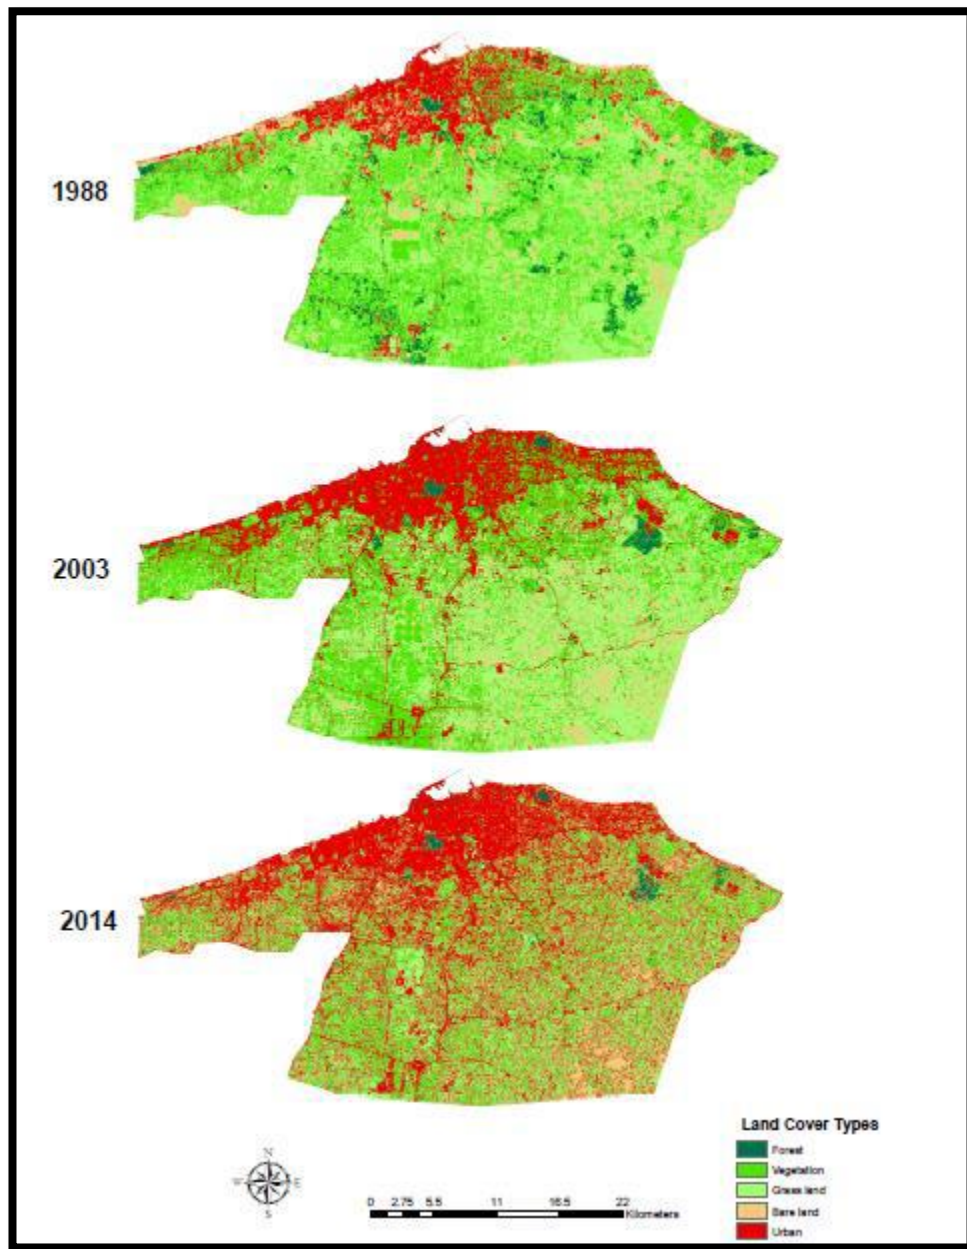 1988
2003
2014
Land Cover Types
Forest
Vegetation
Grass land
Bare land
Urban
N
W E
S
0 2.75 5.5 11 16.5 22
Kilometers